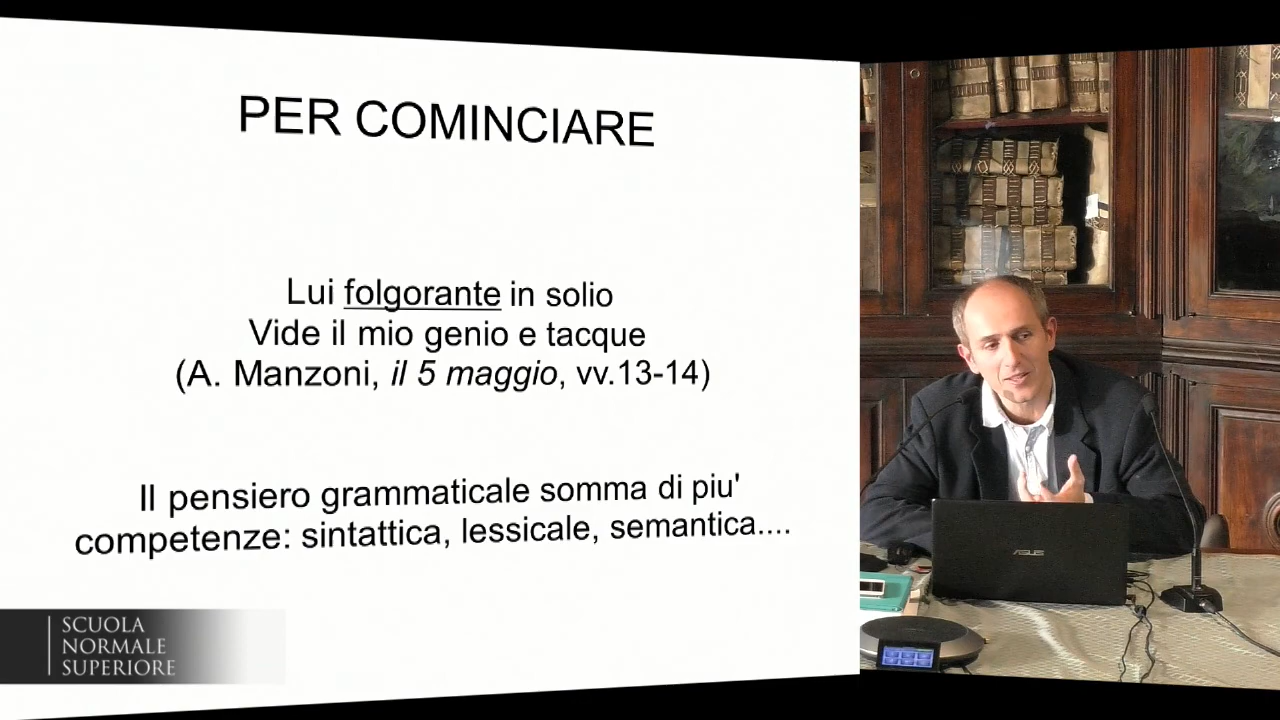 PER COMINCIARE
Lui folgorante in solio
Vide il mio genio e tacque
(A. Manzoni, il 5 maggio, vv.13-14)
Il pensiero grammaticale somma di piu'
competenze: sintattica, lessicale, semantica....
SCUOLA
NORMALE
SUPERIORE
ASUS